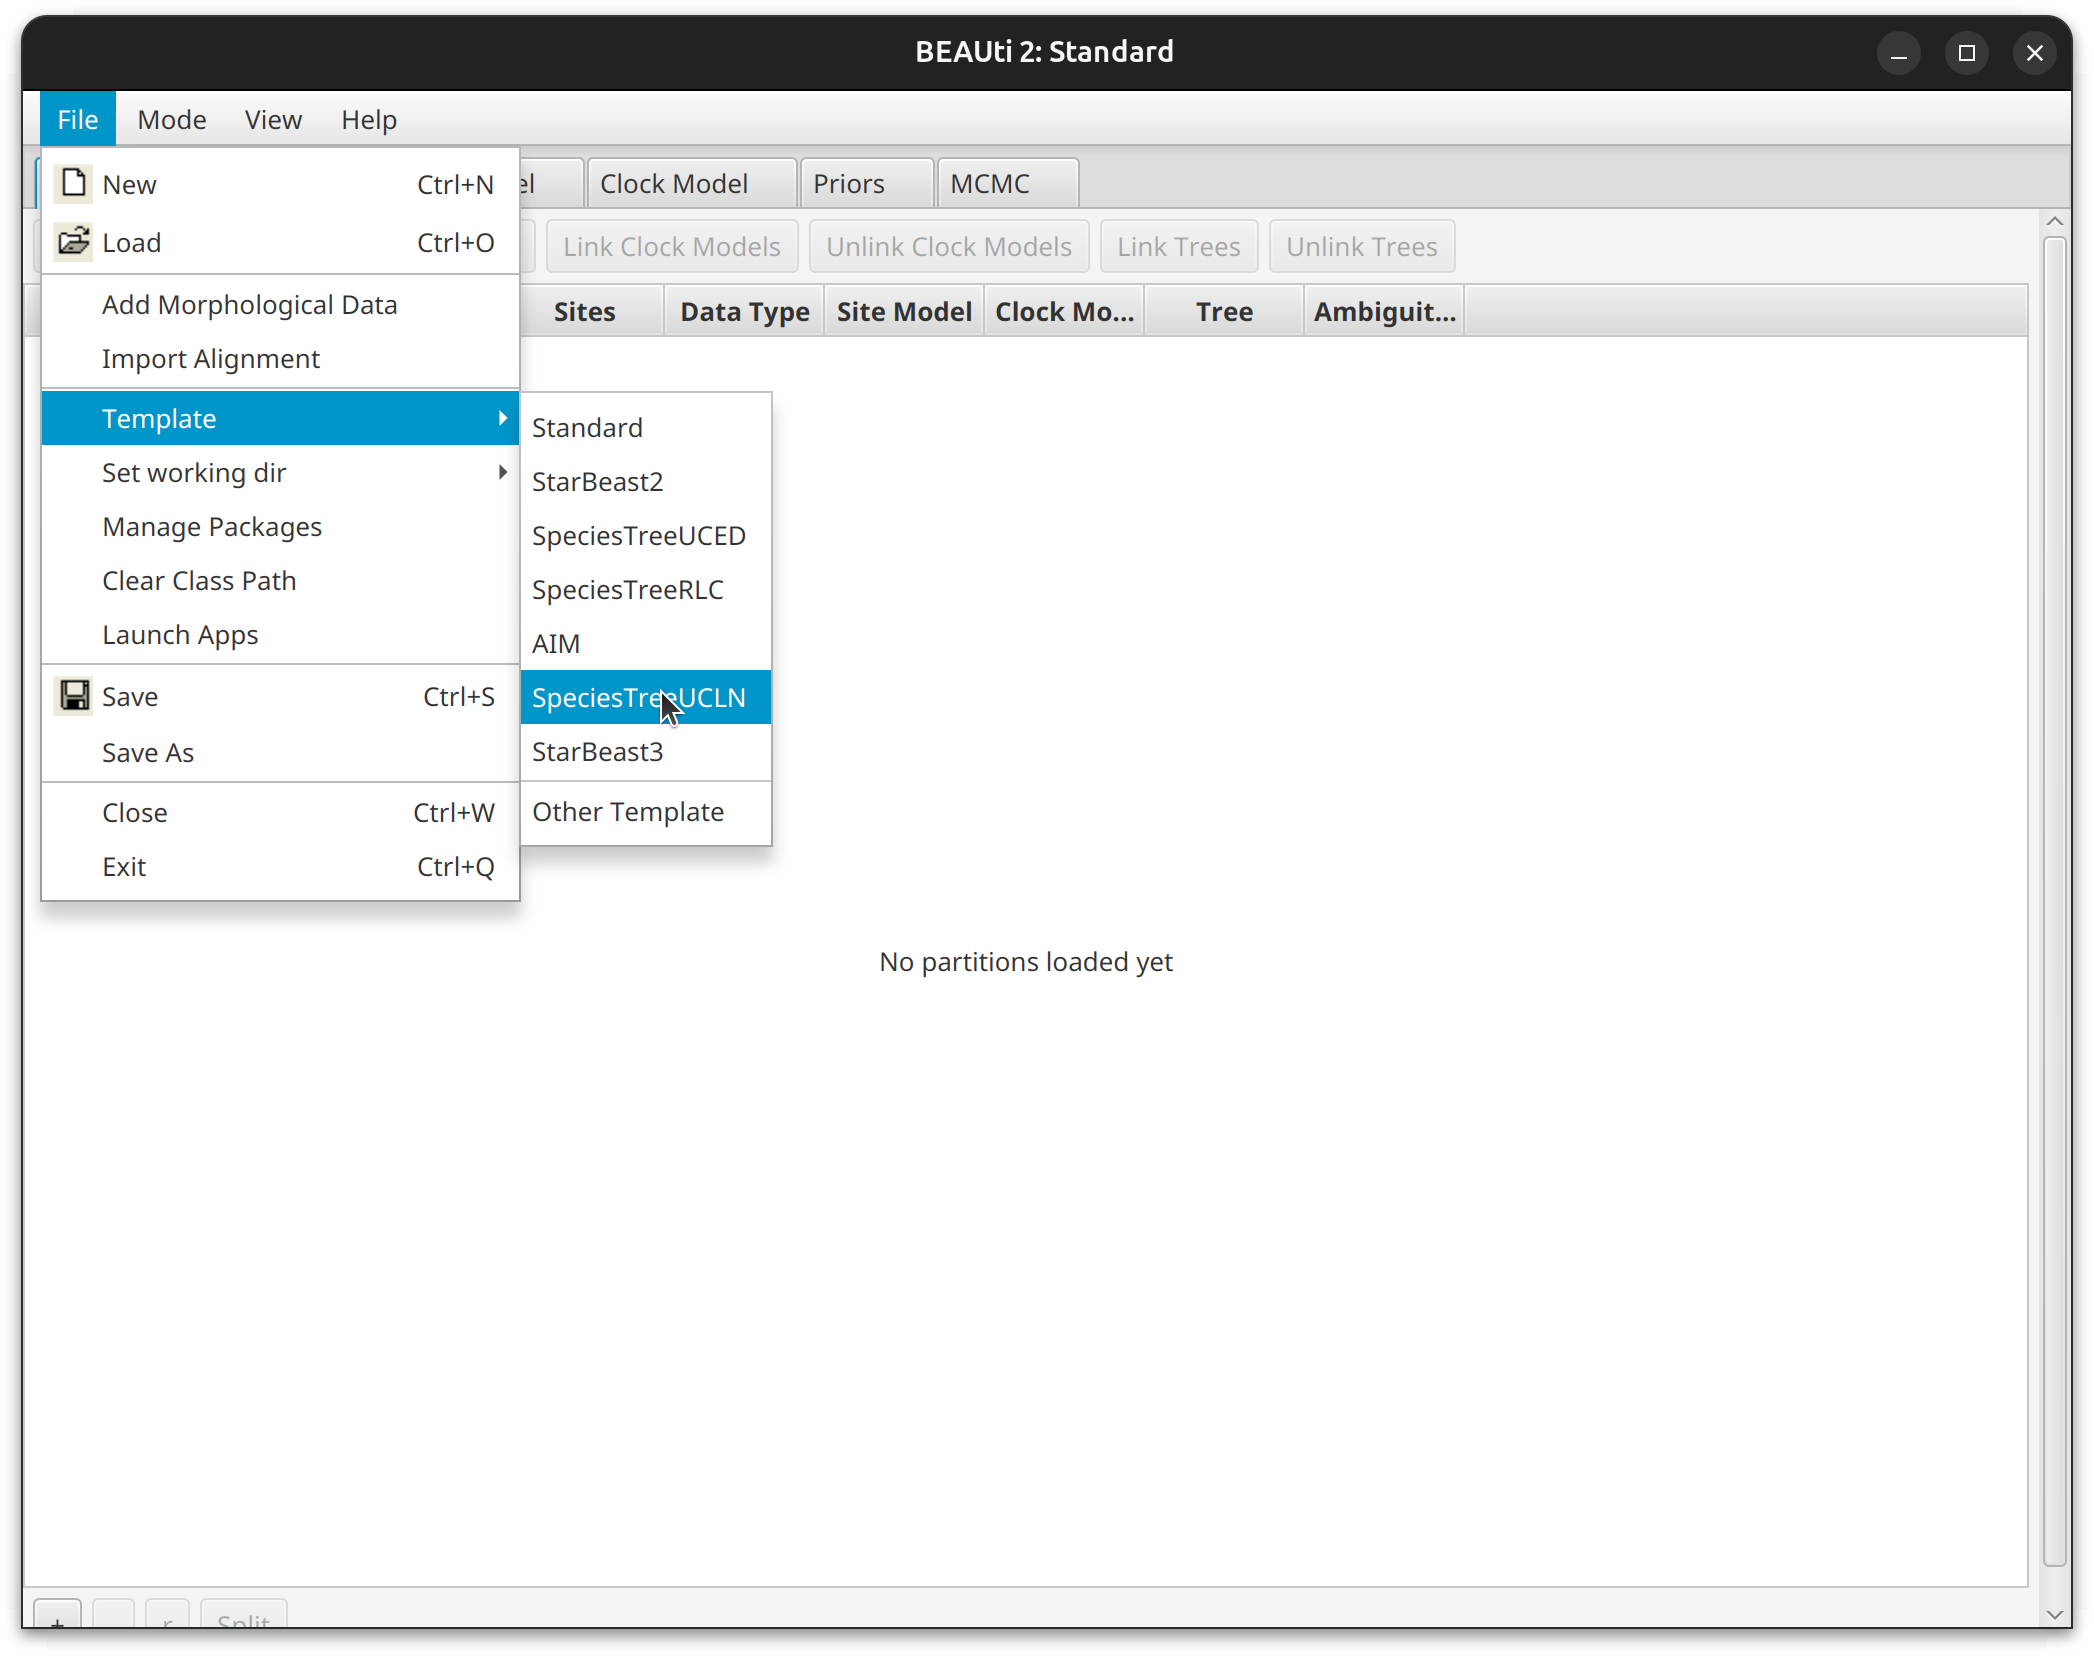 BEAUti 2: Standard
File Mode View Help
New Ctrl+N
Load Ctrl+O
Add Morphological Data
Import Alignment
Template
Set working dir
Manage Packages
Clear Class Path
Launch Apps
Save Ctrl+S
Save As
Close Ctrl+W
Exit Ctrl+Q
Standard
StarBeast2
SpeciesTreeUCED
SpeciesTreeRLC
AIM
SpeciesTreeUCLN
StarBeast3
Other Template
el Clock Model Priors MCMC
Link Clock Models Unlink Clock Models Link Trees Unlink Trees
Sites Data Type Site Model Clock Mo... Tree Ambiguit...
No partitions loaded yet
+ r Split